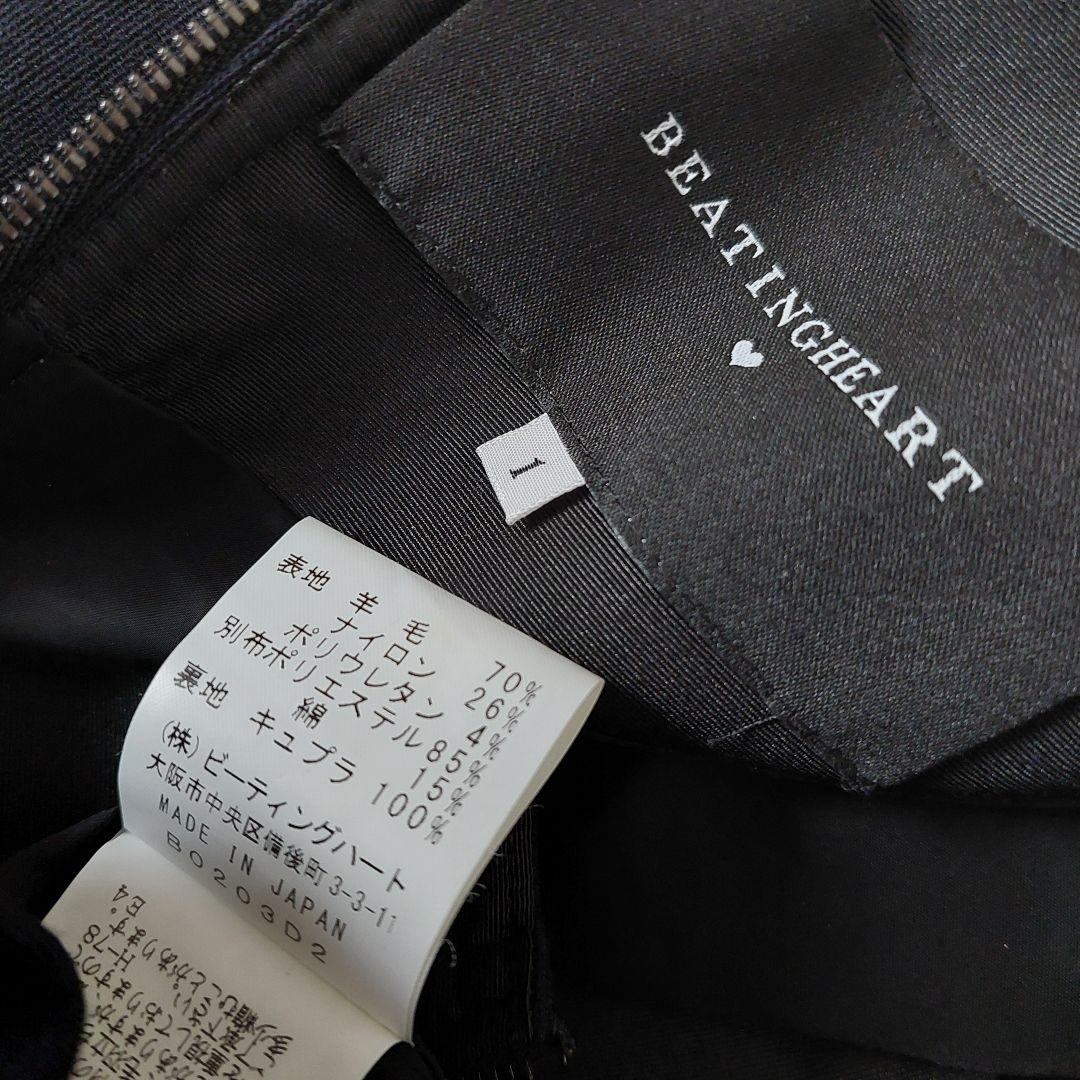 BEATINGHEART
1
表地 羊 毛 70%
ナイロン 26%
ポリウレタン 4%
別布ポリエステル 85%
綿 15%
裏地 キュプラ 100%
(株)ビーティングハート
大阪市中央区備後町3-3-11
MADE IN JAPAN
B0203D2
E4
H-78